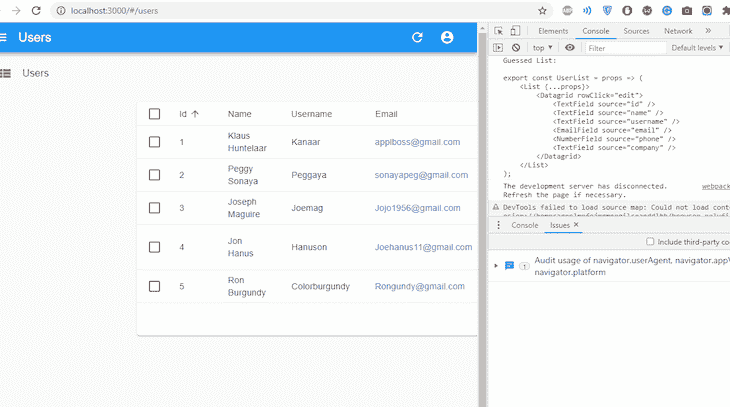 localhost:3000/#/users
Users
Users
Id Name Username Email
1 Klaus Huntelaar Kanaar applboss@gmail.com
2 Peggy Sonaya Peggaya sonayapeg@gmail.com
3 Joseph Maguire Joemag Jojo1956@gmail.com
4 Jon Hanus Hanuson Joehanus11@gmail.com
5 Ron Burgundy Colorburgundy Rongundy@gmail.com
Elements Console Sources Network »
top Filter Default levels
Guessed List:
export const UserList = props => (
<List {...props}>
<Datagrid rowClick="edit">
<TextField source="id" />
<TextField source="name" />
<TextField source="username" />
<EmailField source="email" />
<NumberField source="phone" />
<TextField source="company" />
</Datagrid>
</List>
);
The development server has disconnected. webpack
Refresh the page if necessary.
DevTools failed to load source map: Could not load cont
Console Issues ×
Include third-party co
1 Audit usage of navigator.userAgent, navigator.appV
navigator.platform